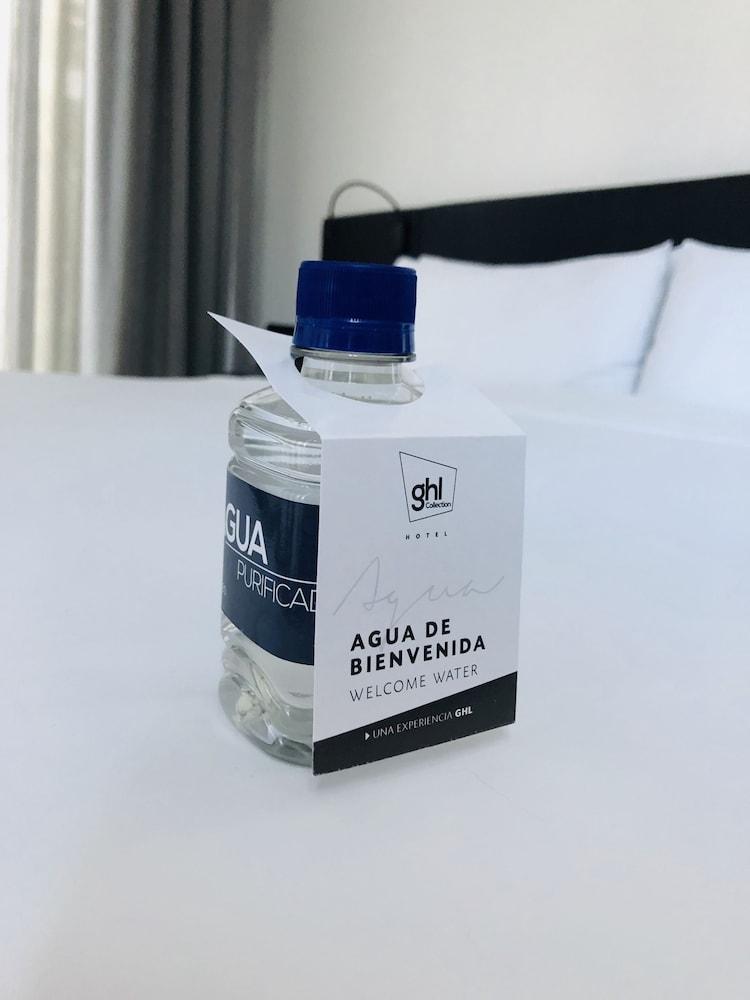 GUA
PURIFICAD
ghl
Collection
HOTEL
Agua
AGUA DE
BIENVENIDA
WELCOME WATER
UNA EXPERIENCIA GHL